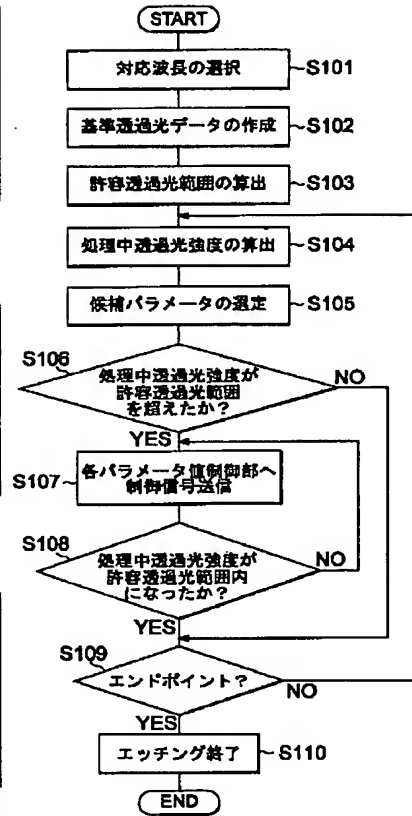 START
対応波長の選択
S101
基準透過光データの作成
S102
許容透過光範囲の算出
S103
処理中透過光強度の算出
S104
候補パラメータの選定
S105
S106
処理中透過光強度が
許容透過光範囲
を超えたか？
NO
YES
S107
各パラメータ値制御部へ
制御信号送信
S108
処理中透過光強度が
許容透過光範囲内
になったか？
NO
YES
S109
エンドポイント？
NO
YES
エッチング終了
S110
END